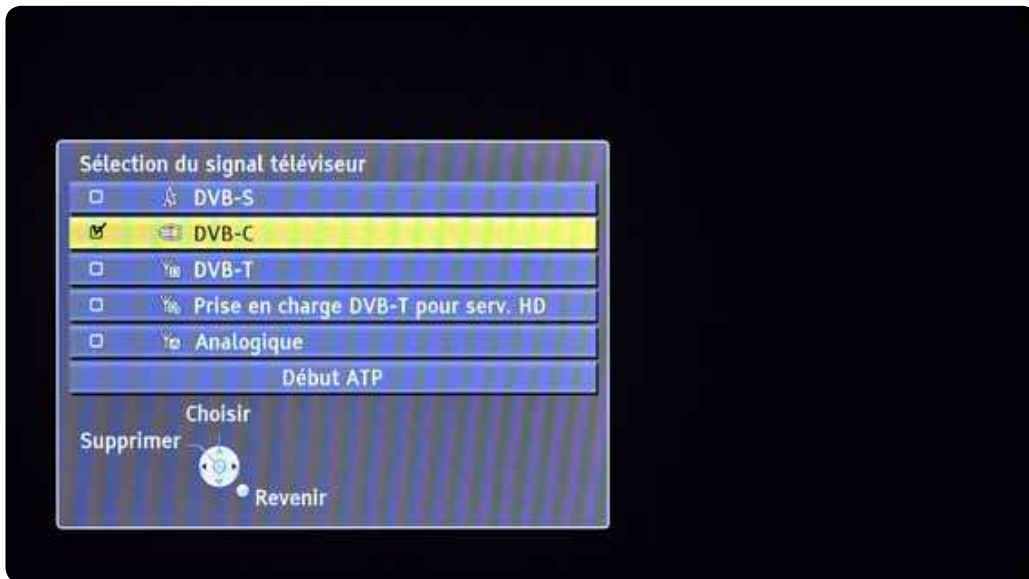 Sélection du signal téléviseur
DVB-S
DVB-C
DVB-T
Prise en charge DVB-T pour serv. HD
Analogique
Début ATP
Choisir
Supprimer
Revenir